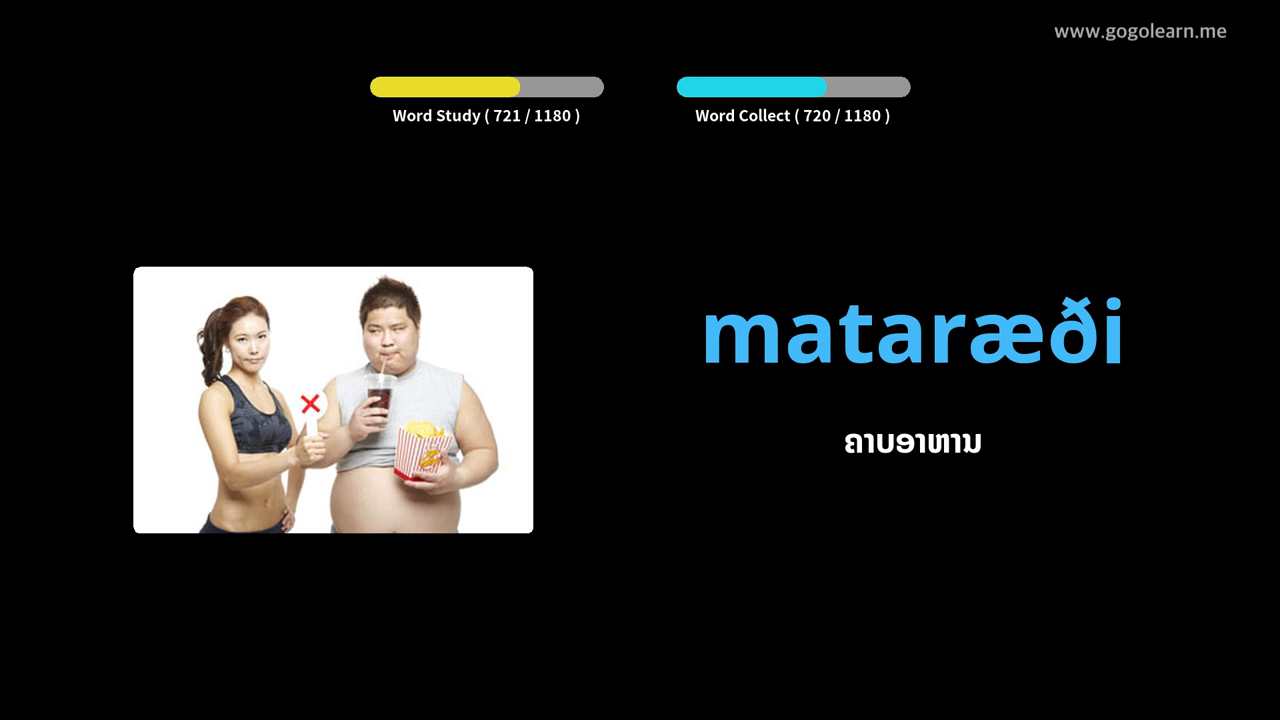 www.gogolearn.me
Word Study ( 721 / 1180 )
Word Collect ( 720 / 1180 )
mataræði
ຄາບອາຫານ